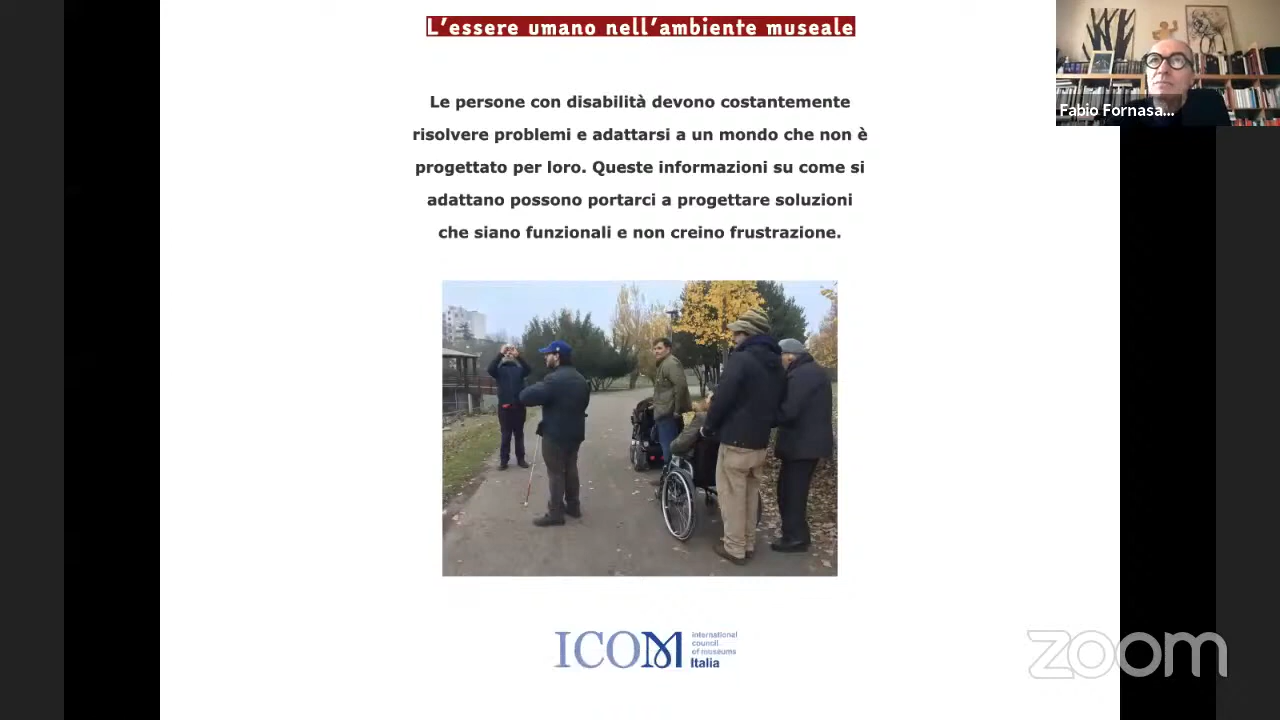 L'essere umano nell'ambiente museale
Fabio Fornasa...
Le persone con disabilità devono costantemente
risolvere problemi e adattarsi a un mondo che non è
progettato per loro. Queste informazioni su come si
adattano possono portarci a progettare soluzioni
che siano funzionali e non creino frustrazione.
ICOM
international
council
of museums
Italia
zoom